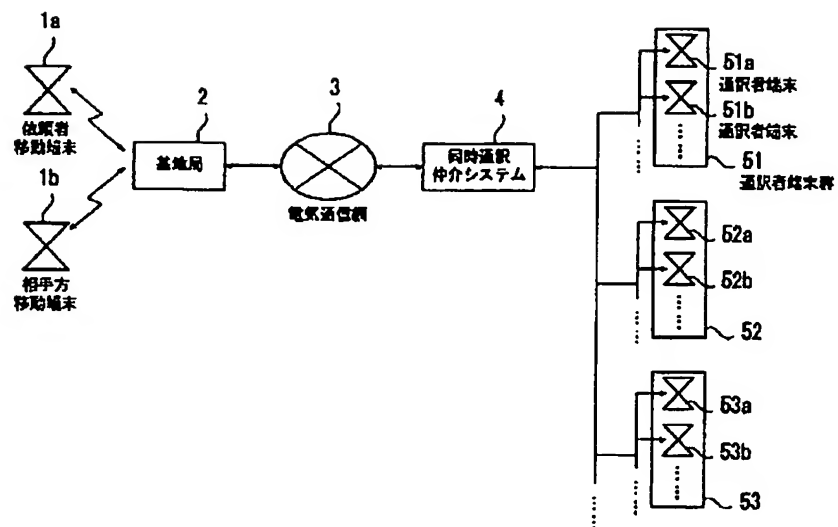 1a
依頼者
移動端末
1b
相手方
移動端末
2
基地局
3
電気通信網
4
同時通訳
仲介システム
51a
通訳者端末
51b
通訳者端末
51
通訳者端末群
52a
52b
52
53a
53b
53